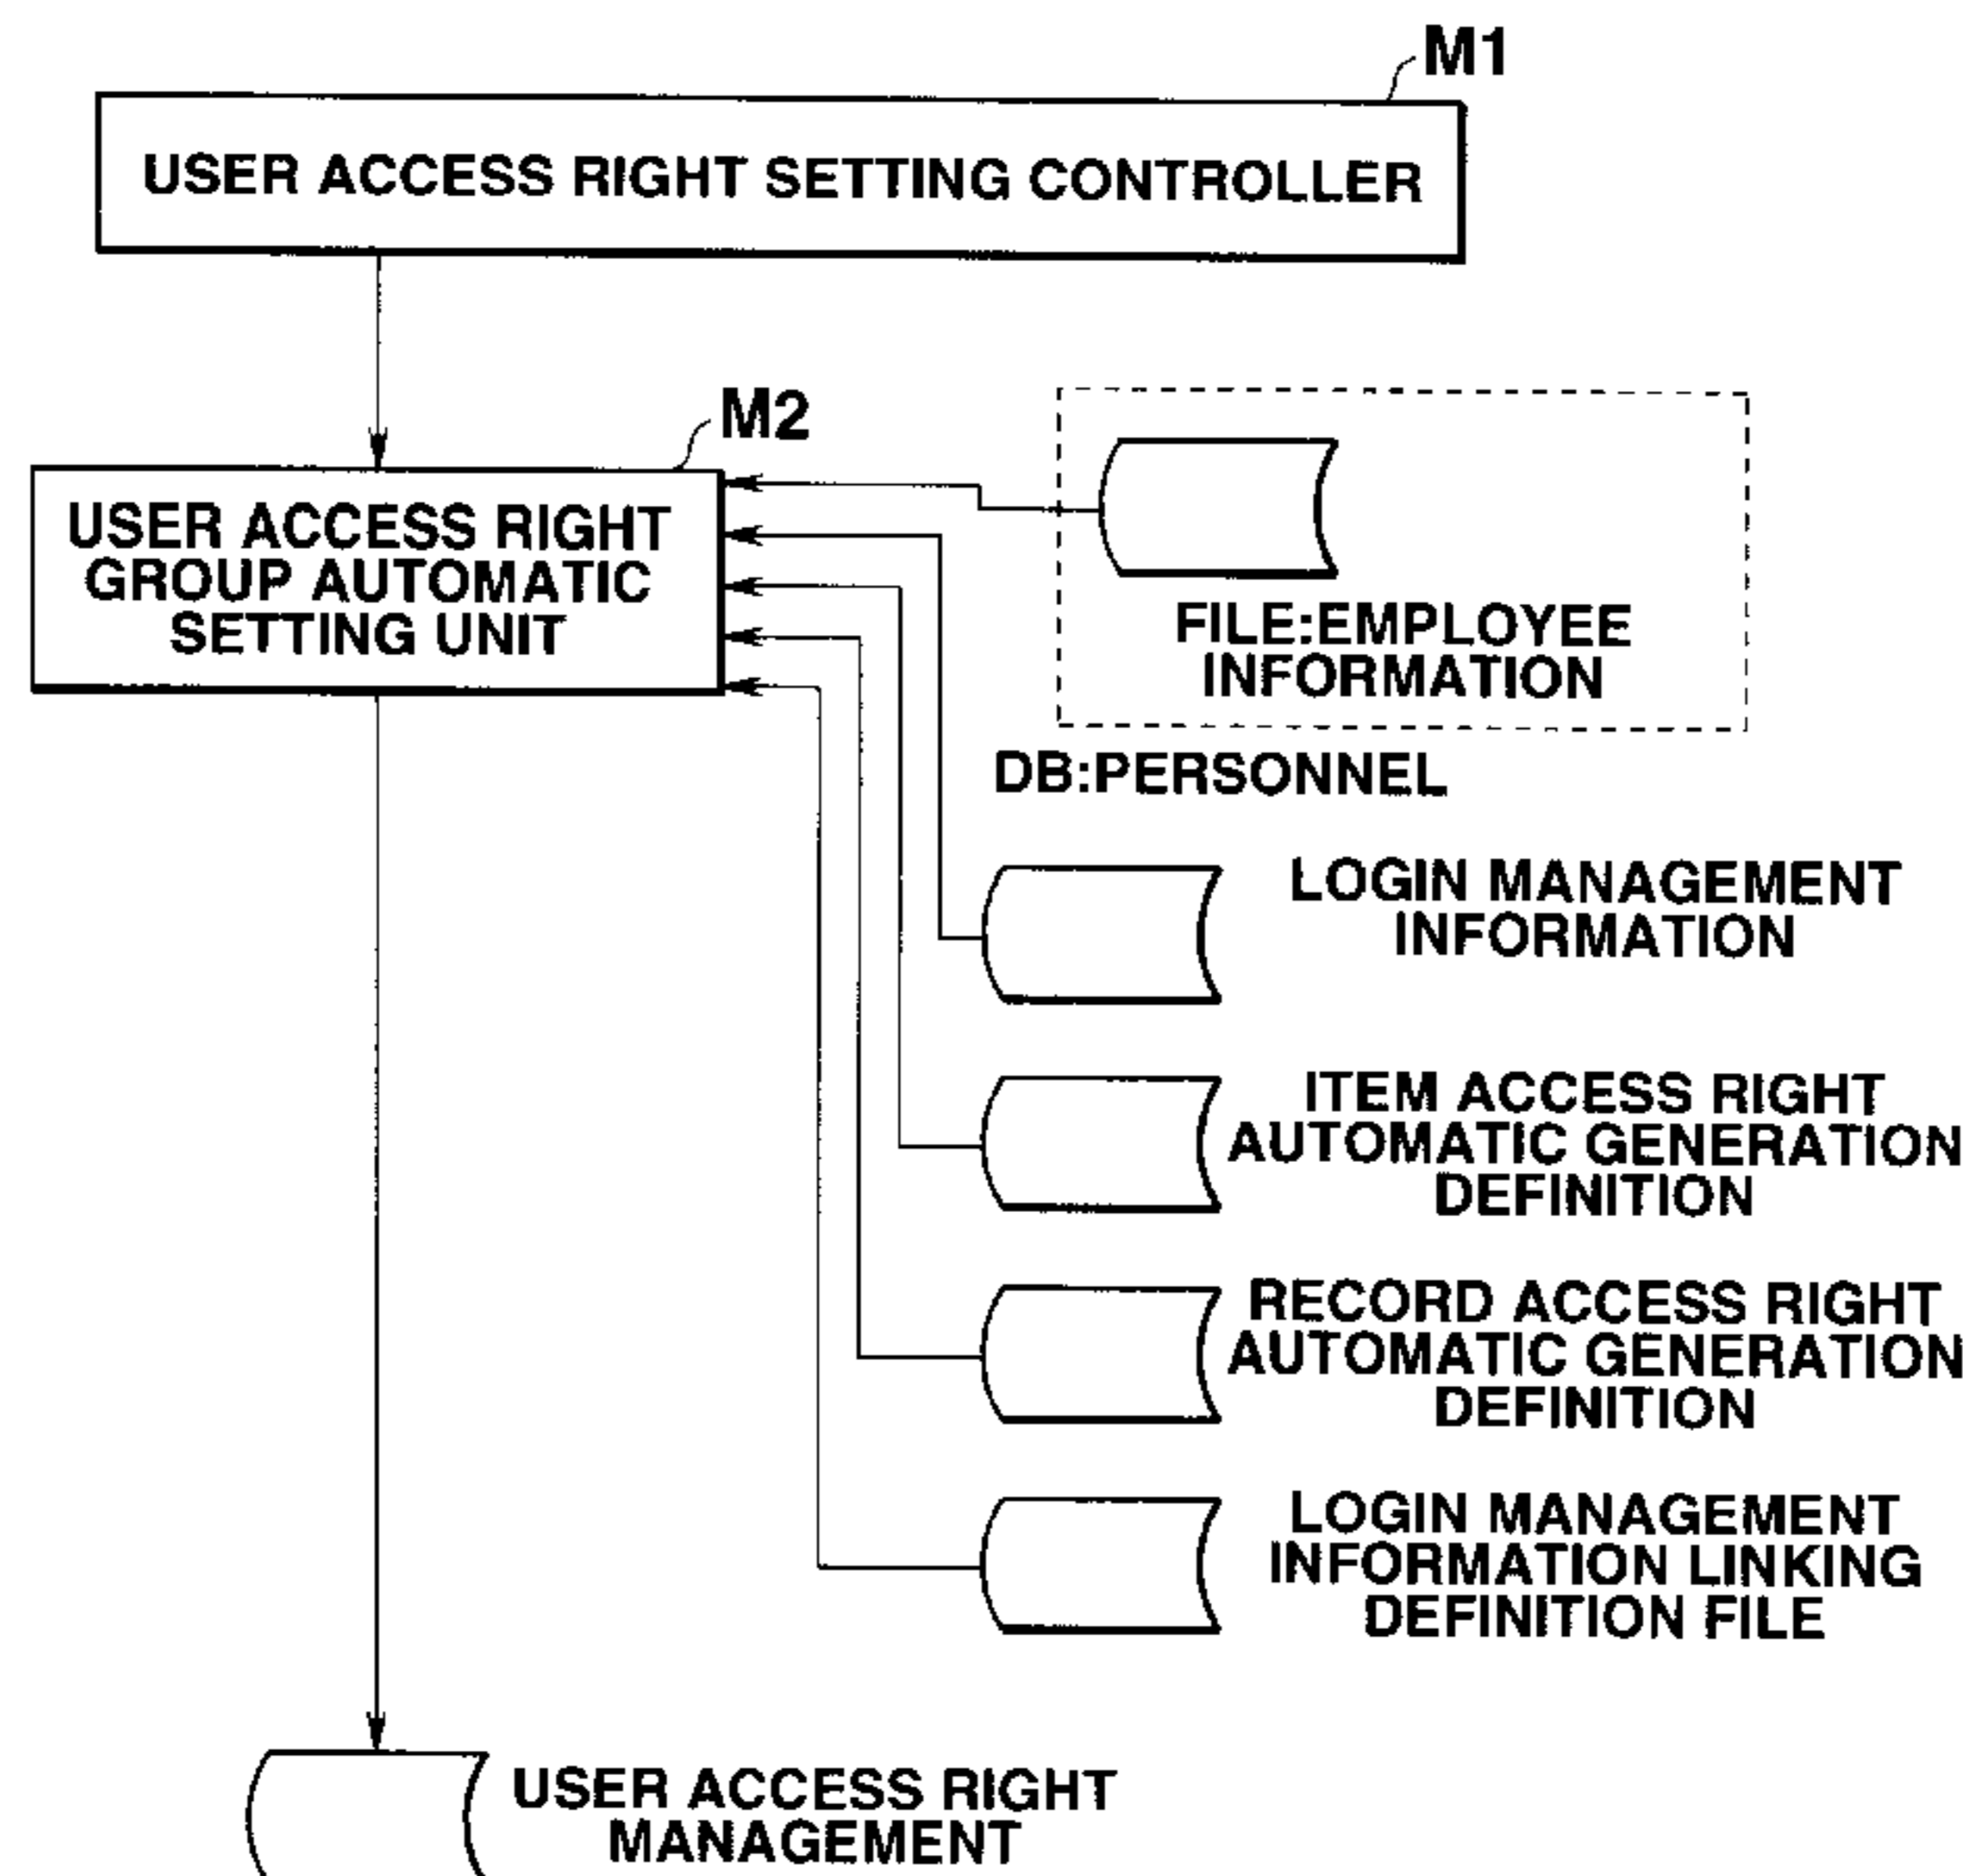 M1
USER ACCESS RIGHT SETTING CONTROLLER
M2
USER ACCESS RIGHT
GROUP AUTOMATIC
SETTING UNIT
FILE:EMPLOYEE
INFORMATION
DB:PERSONNEL
LOGIN MANAGEMENT
INFORMATION
ITEM ACCESS RIGHT
AUTOMATIC GENERATION
DEFINITION
RECORD ACCESS RIGHT
AUTOMATIC GENERATION
DEFINITION
LOGIN MANAGEMENT
INFORMATION LINKING
DEFINITION FILE
USER ACCESS RIGHT
MANAGEMENT